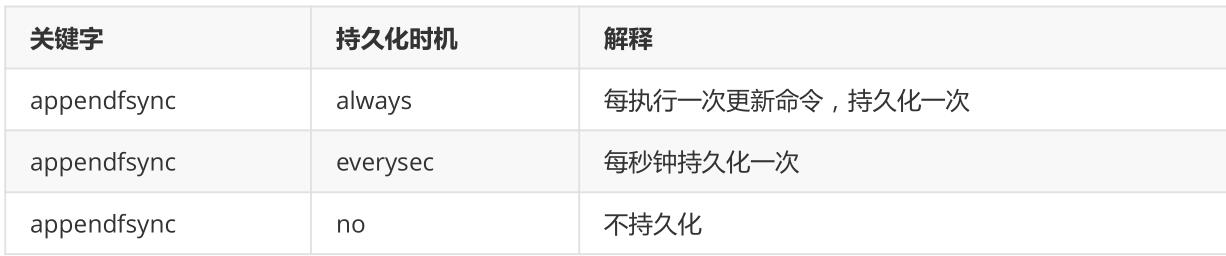 关键字 持久化时机 解释
appendfsync always 每执行一次更新命令，持久化一次
appendfsync everysec 每秒钟持久化一次
appendfsync no 不持久化